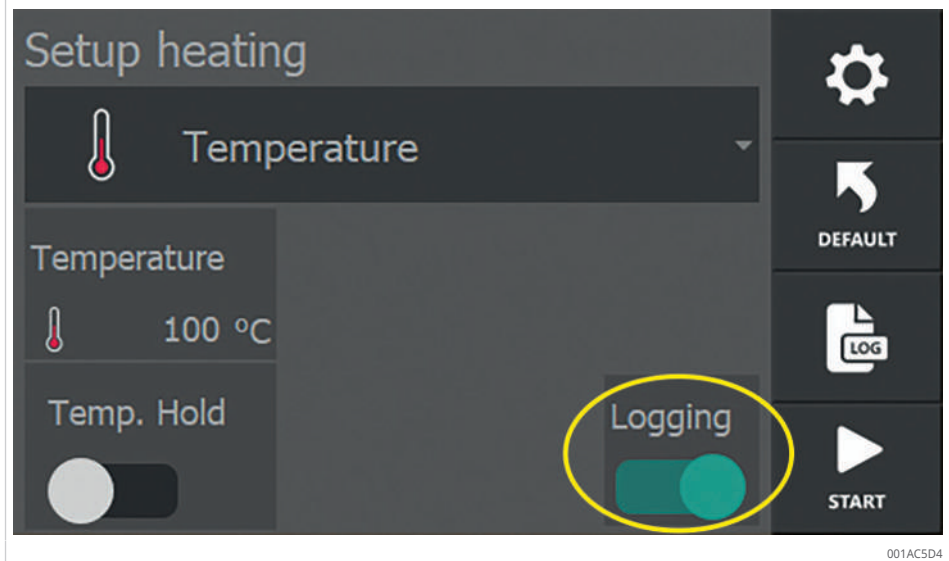 Setup heating
Temperature
DEFAULT
Temperature
100 °C
LOG
Temp. Hold
Logging
START
001AC5D4